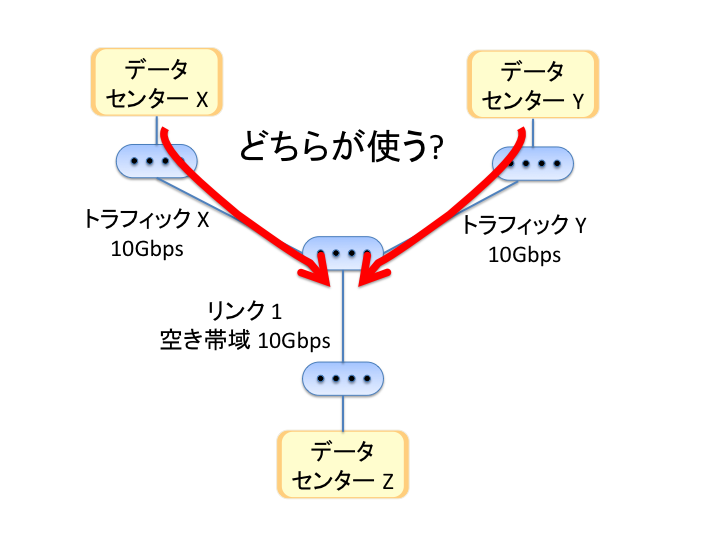 データ
センター X
データ
センター Y
どちらが使う?
トラフィック X
10Gbps
トラフィック Y
10Gbps
リンク 1
空き帯域 10Gbps
データ
センター Z